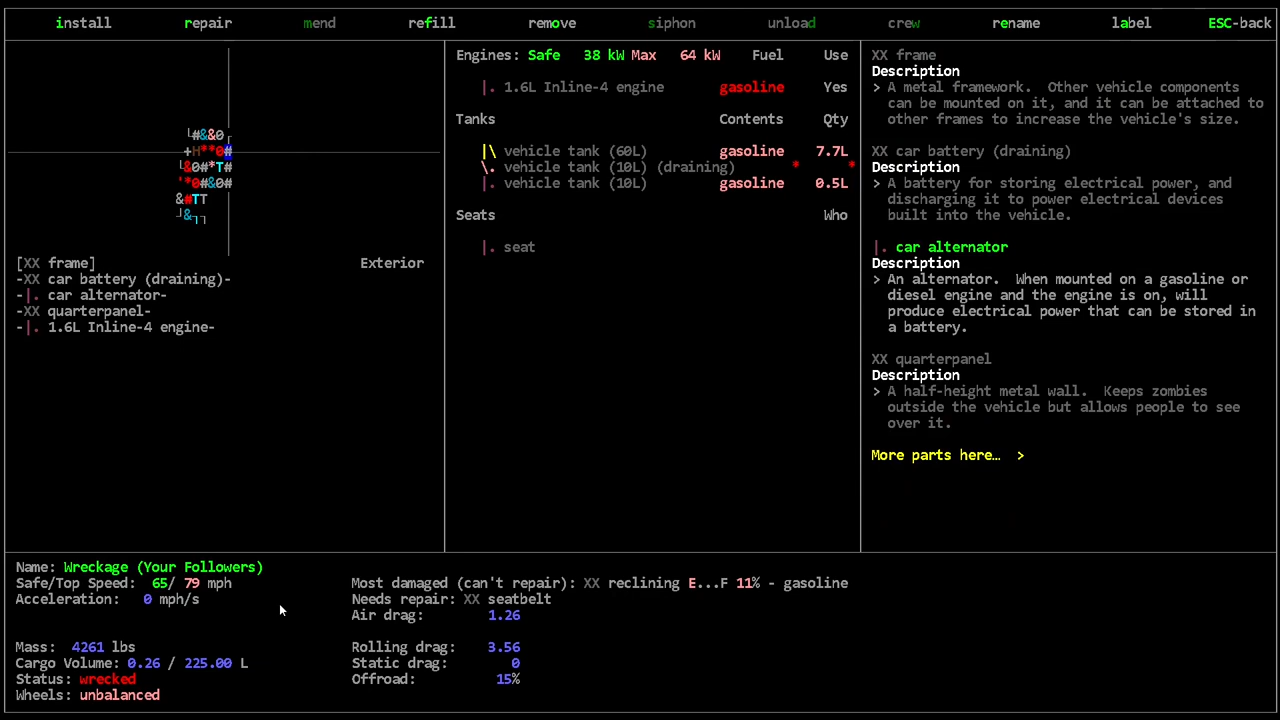 install repair mend refill remove siphon unload crew rename label ESC-back
Engines: Safe 38 kW Max 64 kW Fuel Use
|. 1.6L Inline-4 engine gasoline Yes
Tanks Contents Qty
|\ vehicle tank (60L) gasoline 7.7L
\. vehicle tank (10L) (draining) * *
|. vehicle tank (10L) gasoline 0.5L
Seats Who
|. seat
[XX frame] Exterior
-XX car battery (draining)-
-|. car alternator-
-XX quarterpanel-
-|. 1.6L Inline-4 engine-
XX frame
Description
> A metal framework. Other vehicle components
can be mounted on it, and it can be attached to
other frames to increase the vehicle's size.
XX car battery (draining)
Description
> A battery for storing electrical power, and
discharging it to power electrical devices
built into the vehicle.
|. car alternator
Description
> An alternator. When mounted on a gasoline or
diesel engine and the engine is on, will
produce electrical power that can be stored in
a battery.
XX quarterpanel
Description
> A half-height metal wall. Keeps zombies
outside the vehicle but allows people to see
over it.
More parts here… >
Name: Wreckage (Your Followers)
Safe/Top Speed: 65/ 79 mph
Acceleration: 0 mph/s
Mass: 4261 lbs
Cargo Volume: 0.26 / 225.00 L
Status: wrecked
Wheels: unbalanced
Most damaged (can't repair): XX reclining E...F 11% - gasoline
Needs repair: XX seatbelt
Air drag: 1.26
Rolling drag: 3.56
Static drag: 0
Offroad: 15%